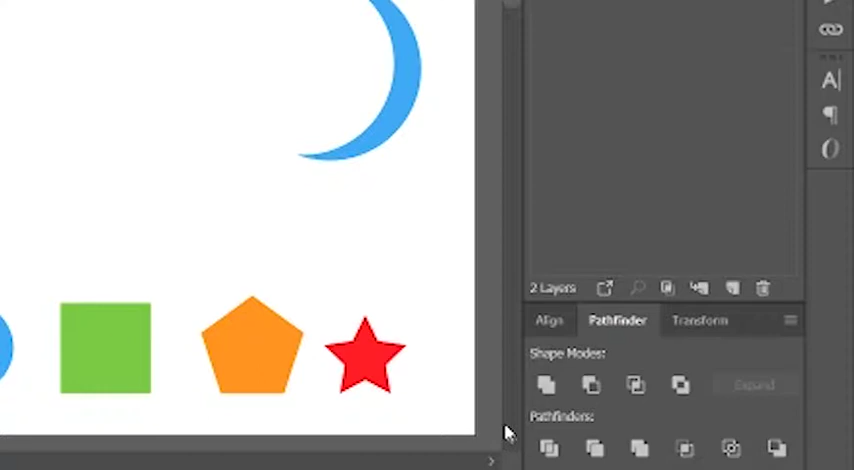 2 Layers
Align Pathfinder Transform
Shape Modes:
Expand
Pathfinders: